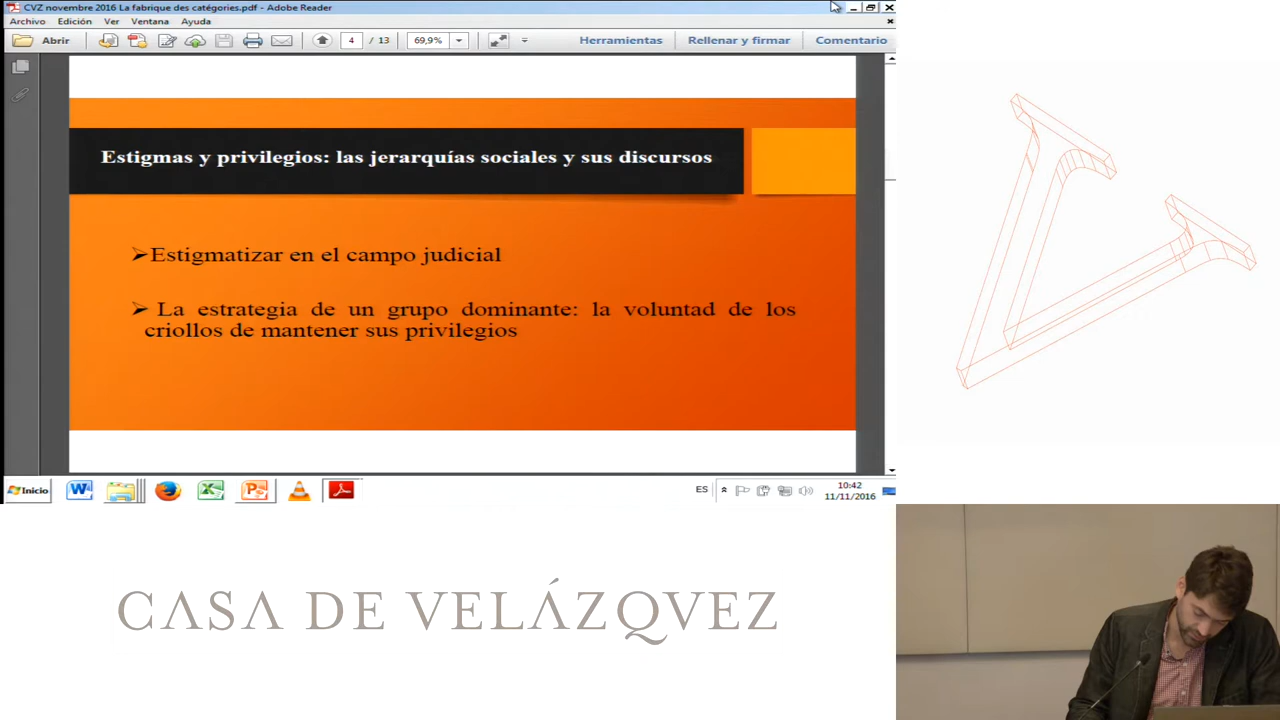 CVZ novembre 2016 La fabrique des catégories.pdf - Adobe Reader
Archivo Edición Ver Ventana Ayuda
Abrir 4 / 13 69,9% Herramientas Rellenar y firmar Comentario
Estigmas y privilegios: las jerarquías sociales y sus discursos
➢Estigmatizar en el campo judicial
➢ La estrategia de un grupo dominante: la voluntad de los
criollos de mantener sus privilegios
Inicio ES 10:42
11/11/2016
CASA DE VELÁZQVEZ